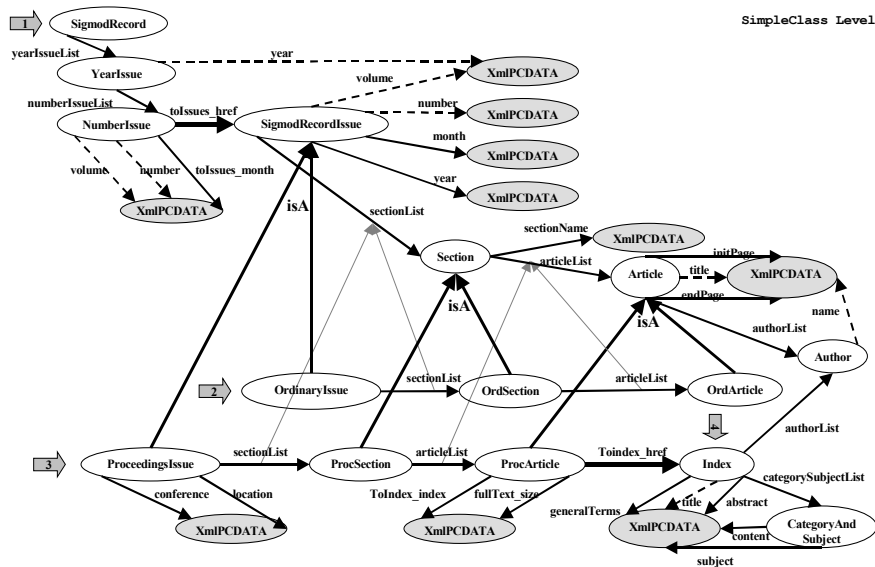 1
SigmodRecord
SimpleClass Level
yearIssueList
year
YearIssue
XmlPCDATA
volume
numberIssueList
toIssues_href
number
NumberIssue
SigmodRecordIssue
XmlPCDATA
month
volume
number
toIssues_month
XmlPCDATA
year
XmlPCDATA
XmlPCDATA
isA
sectionList
sectionName
XmlPCDATA
initPage
Section
articleList
Article
title
XmlPCDATA
endPage
isA
isA
name
authorList
Author
2
OrdinaryIssue
sectionList
OrdSection
articleList
OrdArticle
4
authorList
3
ProceedingsIssue
sectionList
ProcSection
articleList
ProcArticle
Toindex_href
Index
categorySubjectList
conference
location
ToIndex_index
fullText_size
generalTerms
title
abstract
XmlPCDATA
XmlPCDATA
XmlPCDATA
content
CategoryAnd
Subject
subject